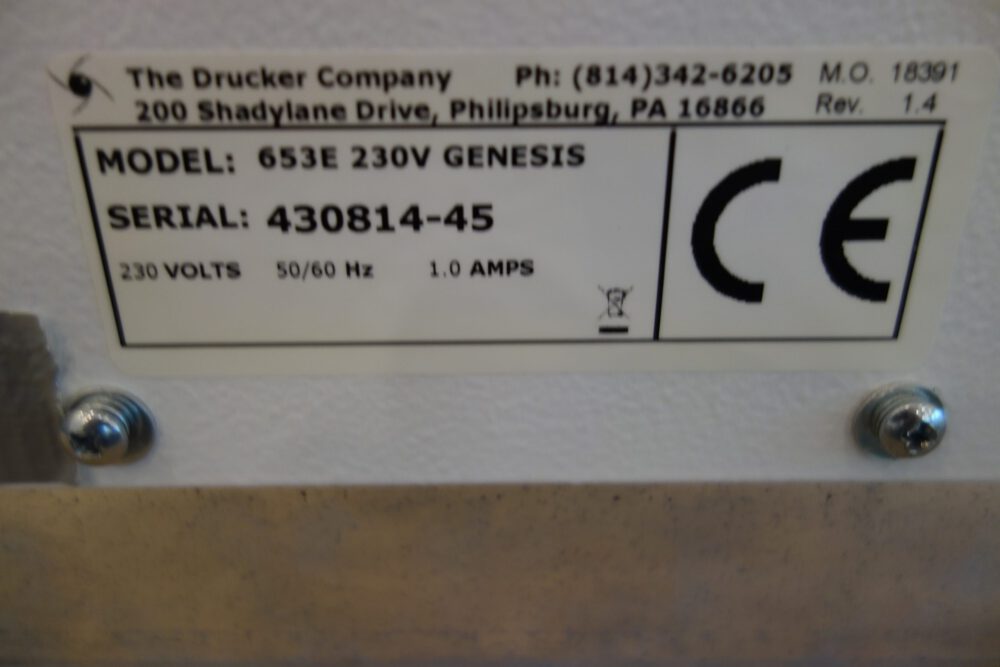 The Drucker Company Ph: (814)342-6205 M.O. 18391
200 Shadylane Drive, Philipsburg, PA 16866 Rev. 1.4
MODEL: 653E 230V GENESIS
SERIAL: 430814-45
230 VOLTS 50/60 Hz 1.0 AMPS
CE